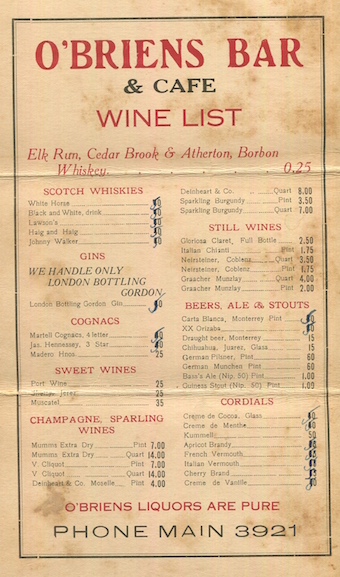 O'BRIENS BAR
& CAFE
WINE LIST
Elk Run, Cedar Brook & Atherton, Borbon
Whiskey. 0,25
SCOTCH WHISKIES
White Horse
Black and White, drink
Lawson's
Haig and Haig
Johnny Walker
GINS
WE HANDLE ONLY
LONDON BOTTLING
GORDON
London Bottling Gordon Gin
COGNACS
Martell Cognacs, 4 letter
Jas. Hennessey, 3 Star
Madero Hnos. 25
SWEET WINES
Port Wine 25
Sherry Jerez 25
Muscatel 35
CHAMPAGNE, SPARLING
WINES
Mumms Extra Dry Pint 7.00
Mumms Extra Dry Quart 14.00
V Cliquot Pint 7.00
V Cliquot Quart 14.00
Deinheart & Co. Moselle Pint 4.00
Deinheart & Co. Quart 8.00
Sparkling Burgundy Pint 3.50
Sparkling Burgundy Quart 7.00
STILL WINES
Gloriosa Claret, Full Bottle 2.50
Italian Chianti Pint 1.75
Neirsteiner, Coblenz Quart 3.50
Neirsteiner, Coblenz Pint 1.75
Graacher Munzlay Quart 4.00
Graacher Munzlay Pint 2.00
BEERS, ALE & STOUTS
Carta Blanca, Monterrey Pint
XX Orizaba
Draught beer, Monterrey 15
Chihuahua, Juarez, Glass 15
German Pilsner, Pint 60
German Munchen Pint 60
Bass's Ale (Nip. 50) Pint 1.00
Guiness Stout (Nip. 50) Pint 1.00
CORDIALS
Creme de Cocoa, Glass
Creme de Menthe
Kummell 50
Apricot Brandy
French Vermouth
Italian Vermouth
Cherry Brand
Creme de Vanille
O'BRIENS LIQUORS ARE PURE
PHONE MAIN 3921